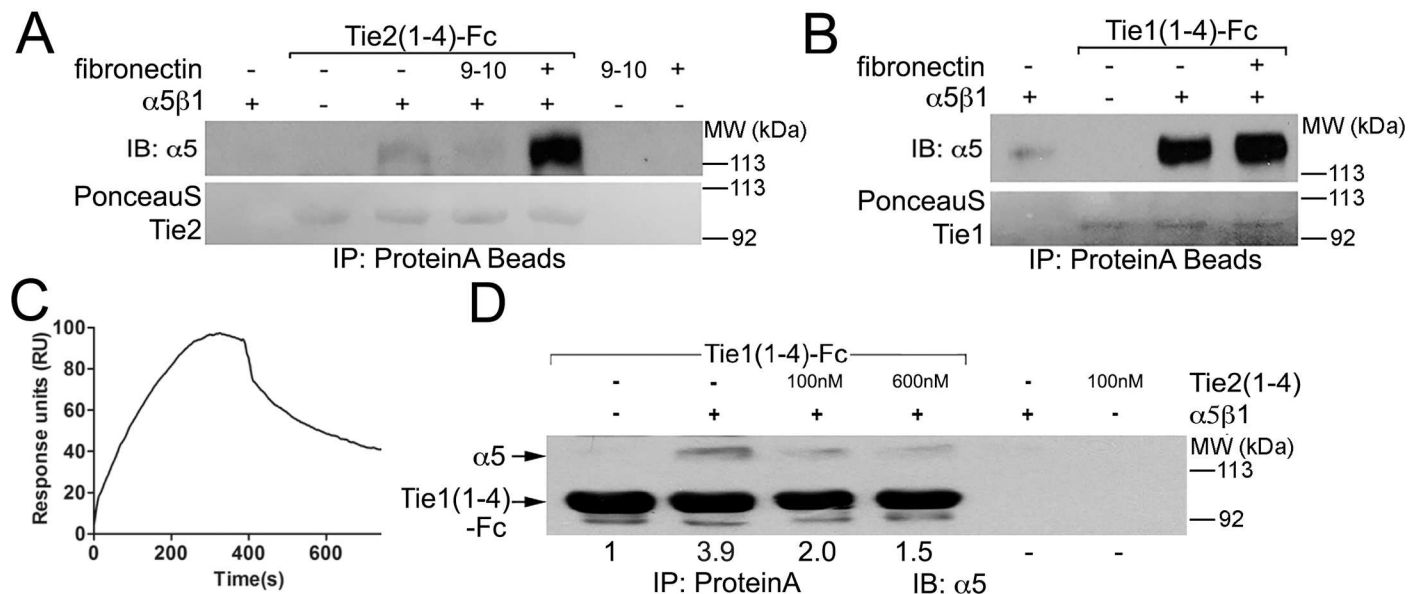 A
Tie2(1-4)-Fc
fibronectin - - - 9-10 + 9-10 +
α5β1 + - + + + - -
MW (kDa)
IB: α5
113
PonceauS
Tie2
113
92
IP: ProteinA Beads
B
Tie1(1-4)-Fc
fibronectin - - - +
α5β1 + - + +
MW (kDa)
IB: α5
113
PonceauS
Tie1
113
92
IP: ProteinA Beads
C
Response units (RU)
100
80
60
40
20
0
0 200 400 600
Time(s)
D
Tie1(1-4)-Fc
- - 100nM 600nM - 100nM Tie2(1-4)
- + + + + - α5β1
MW (kDa)
α5
113
Tie1(1-4)
-Fc
92
1 3.9 2.0 1.5 - -
IP: ProteinA IB: α5